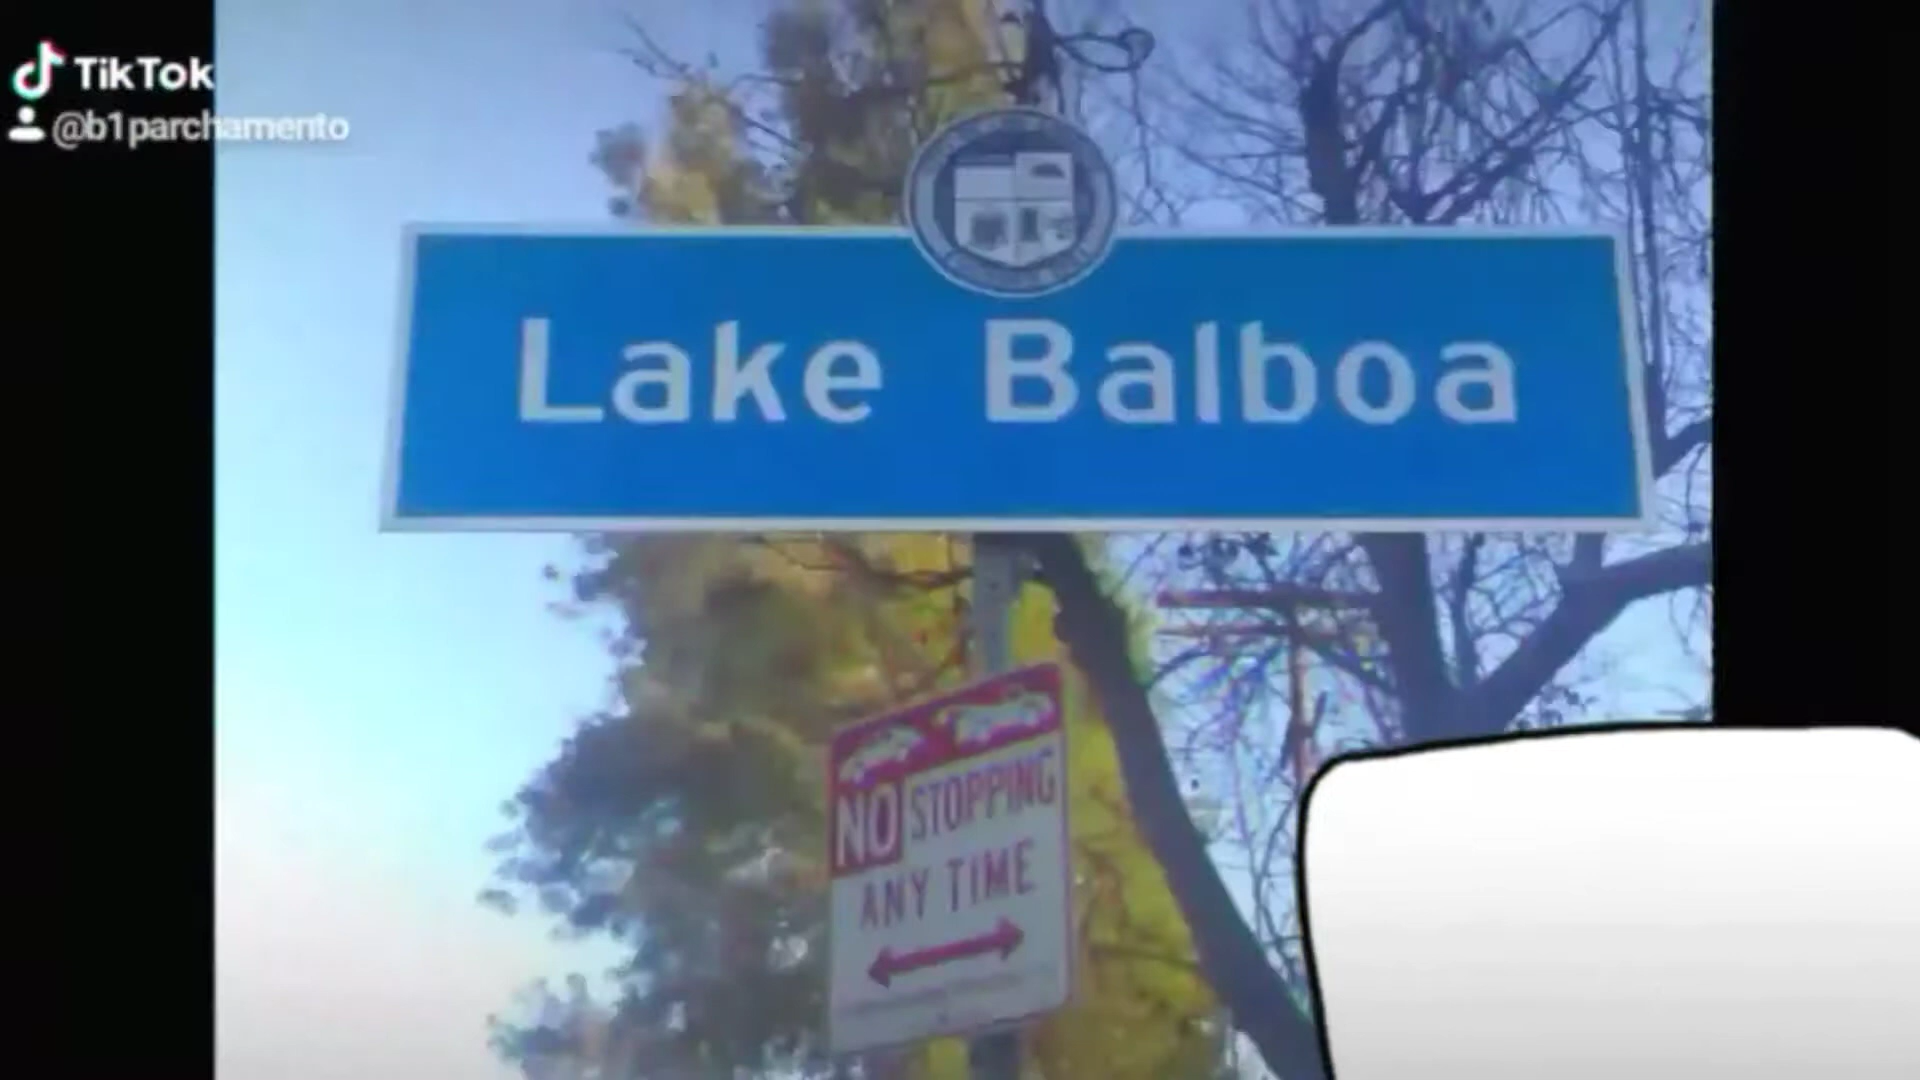 TikTok
@b1parchamento
Lake Balboa
NO STOPPING
ANY TIME